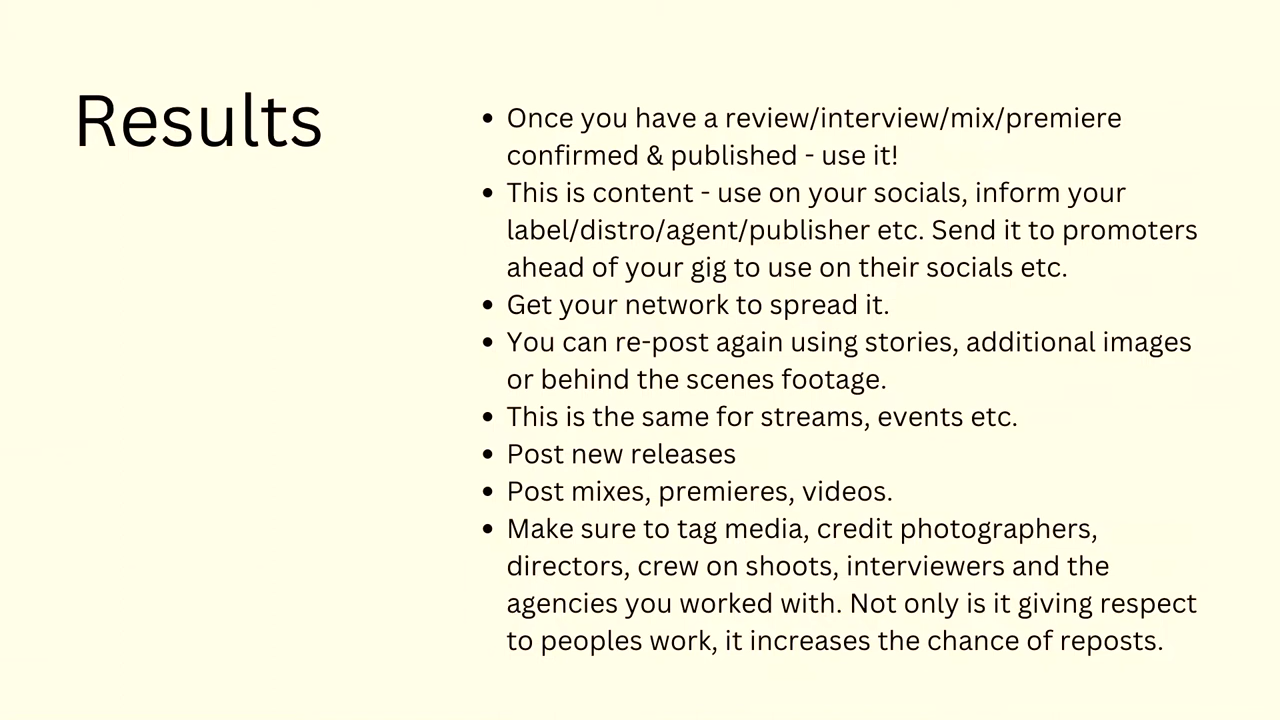 Results
• Once you have a review/interview/mix/premiere
confirmed & published - use it!
• This is content - use on your socials, inform your
label/distro/agent/publisher etc. Send it to promoters
ahead of your gig to use on their socials etc.
• Get your network to spread it.
• You can re-post again using stories, additional images
or behind the scenes footage.
• This is the same for streams, events etc.
• Post new releases
• Post mixes, premieres, videos.
• Make sure to tag media, credit photographers,
directors, crew on shoots, interviewers and the
agencies you worked with. Not only is it giving respect
to peoples work, it increases the chance of reposts.